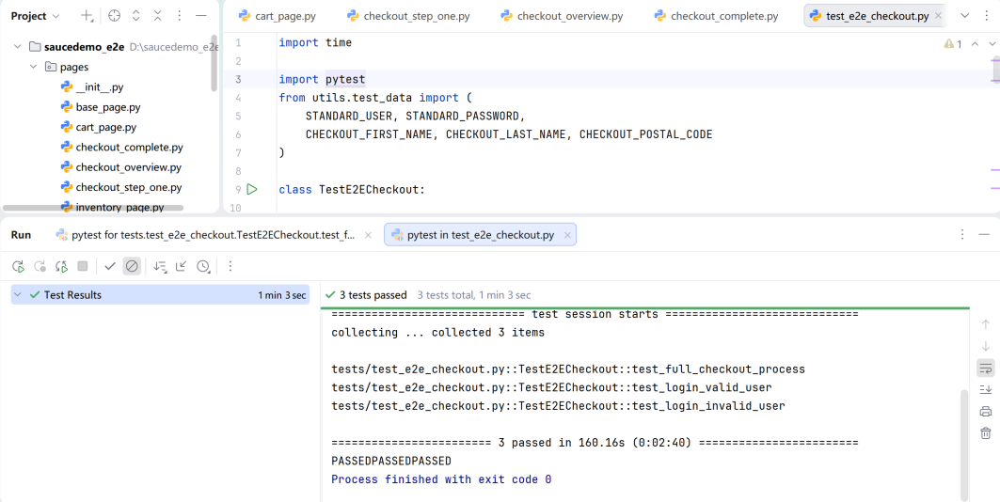 Project
cart_page.py
checkout_step_one.py
checkout_overview.py
checkout_complete.py
test_e2e_checkout.py
saucedemo_e2e D:\saucedemo_e2e
pages
__init__.py
base_page.py
cart_page.py
checkout_complete.py
checkout_overview.py
checkout_step_one.py
inventory_page.py
1 import time
2
3 import pytest
4 from utils.test_data import (
5 STANDARD_USER, STANDARD_PASSWORD,
6 CHECKOUT_FIRST_NAME, CHECKOUT_LAST_NAME, CHECKOUT_POSTAL_CODE
7 )
8
9 class TestE2ECheckout:
10
1
Run
pytest for tests.test_e2e_checkout.TestE2ECheckout.test_f...
pytest in test_e2e_checkout.py
Test Results 1 min 3 sec
3 tests passed 3 tests total, 1 min 3 sec
============================= test session starts =============================
collecting ... collected 3 items
tests/test_e2e_checkout.py::TestE2ECheckout::test_full_checkout_process
tests/test_e2e_checkout.py::TestE2ECheckout::test_login_valid_user
tests/test_e2e_checkout.py::TestE2ECheckout::test_login_invalid_user
======================== 3 passed in 160.16s (0:02:40) ========================
PASSEDPASSEDPASSED
Process finished with exit code 0